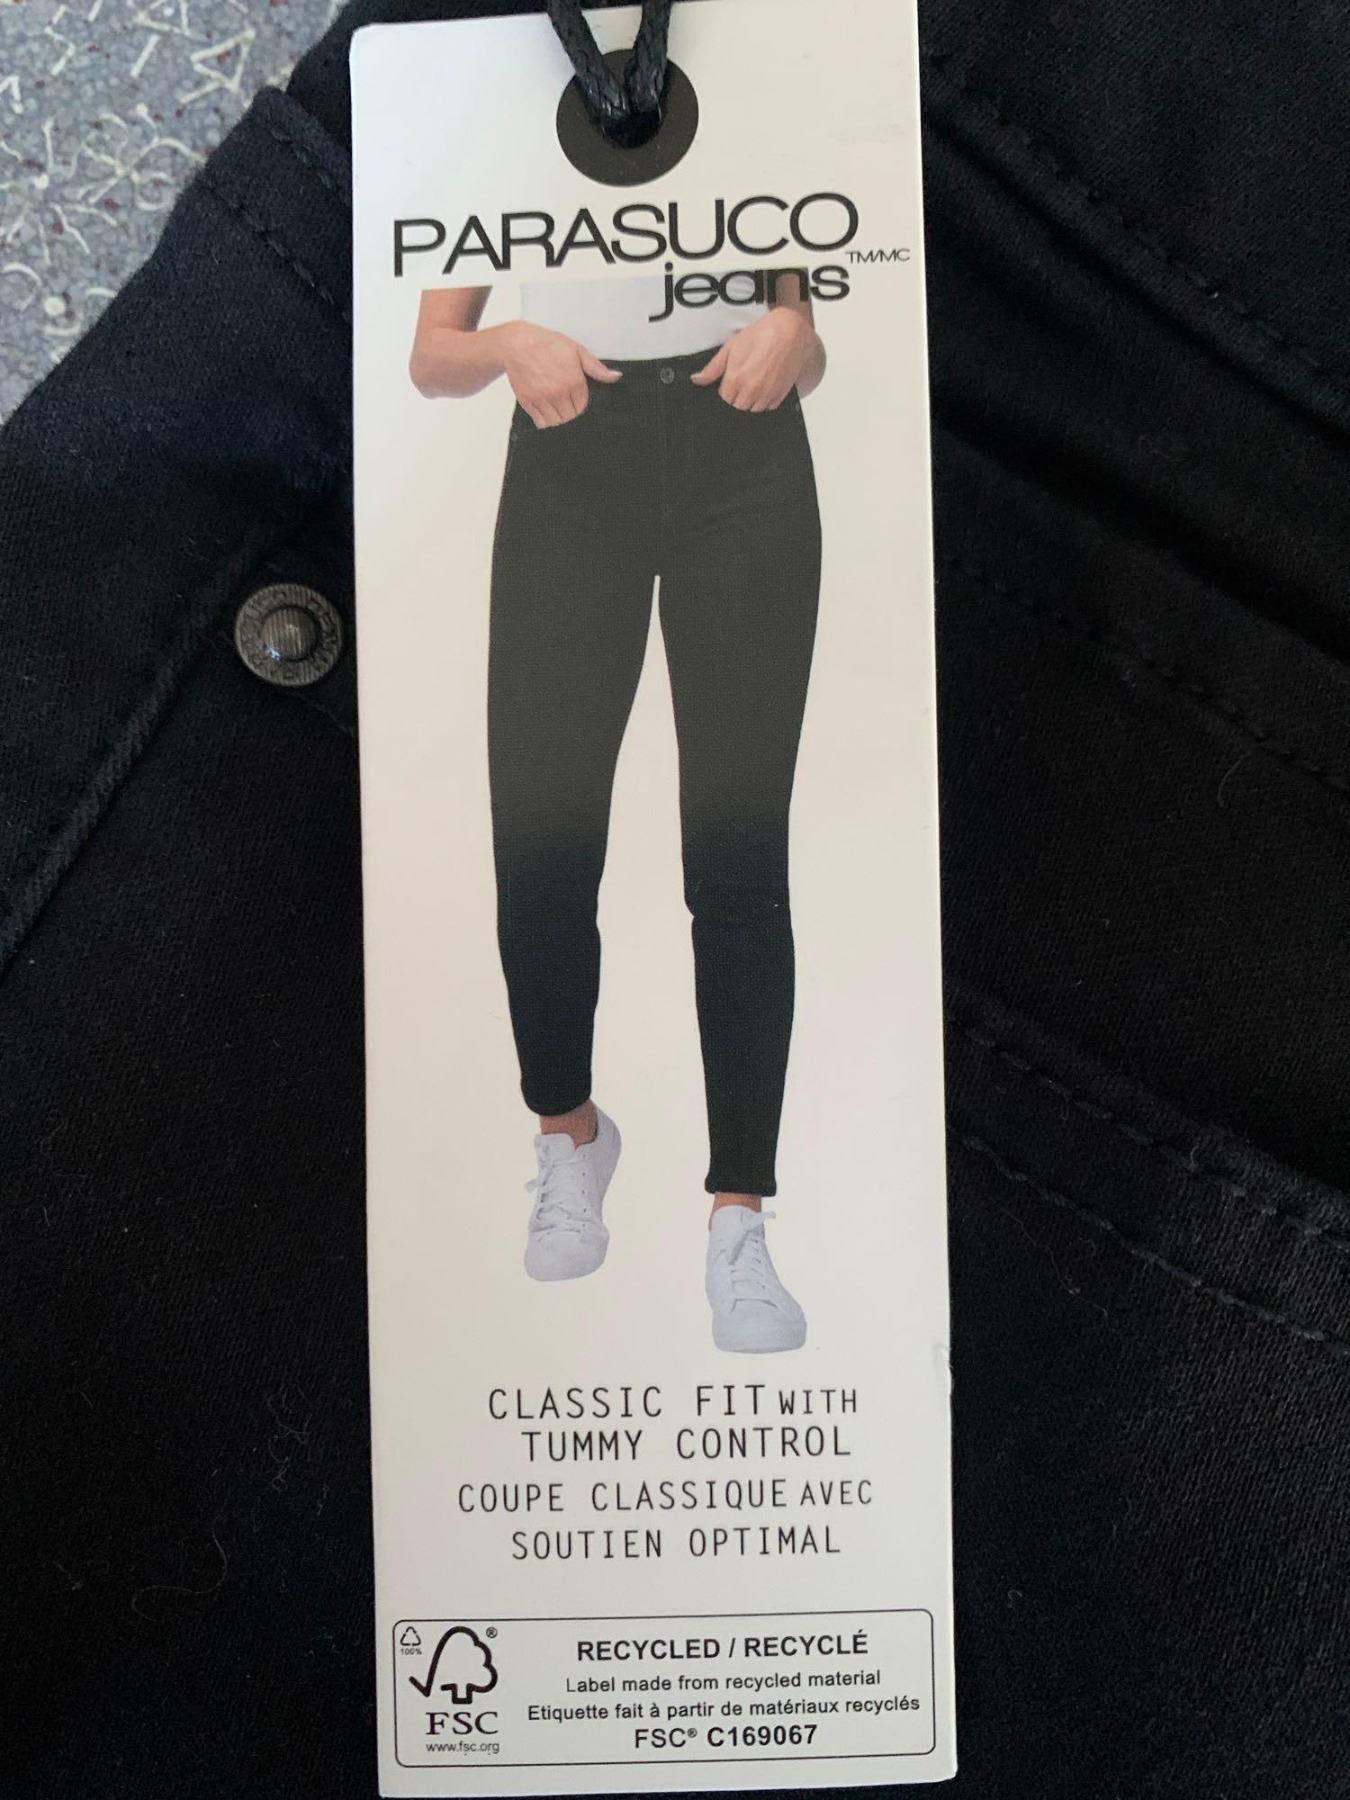 PARASUCO TM/MC
jeans
CLASSIC FIT WITH
TUMMY CONTROL
COUPE CLASSIQUE AVEC
SOUTIEN OPTIMAL
100%
®
FSC
www.fsc.org
RECYCLED / RECYCLÉ
Label made from recycled material
Etiquette fait à partir de matériaux recyclés
FSC® C169067